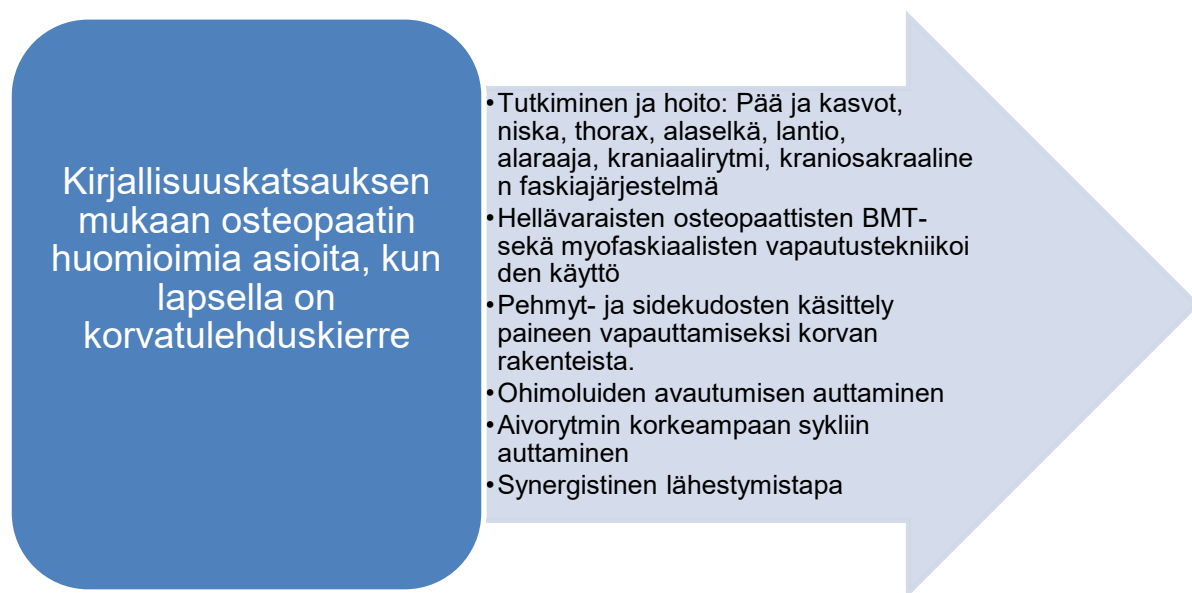 Kirjallisuuskatsauksen
mukaan osteopaatin
huomioimia asioita, kun
lapsella on
korvatulehduskierre
•Tutkiminen ja hoito: Pää ja kasvot,
niska, thorax, alaselkä, lantio,
alaraaja, kraniaalirytmi, kraniosakraaline
n faskiajärjestelmä
•Hellävaraisten osteopaattisten BMT-
sekä myofaskiaalisten vapautustekniikoi
den käyttö
•Pehmyt- ja sidekudosten käsittely
paineen vapauttamiseksi korvan
rakenteista.
•Ohimoluiden avautumisen auttaminen
•Aivorytmin korkeampaan sykliin
auttaminen
•Synergistinen lähestymistapa